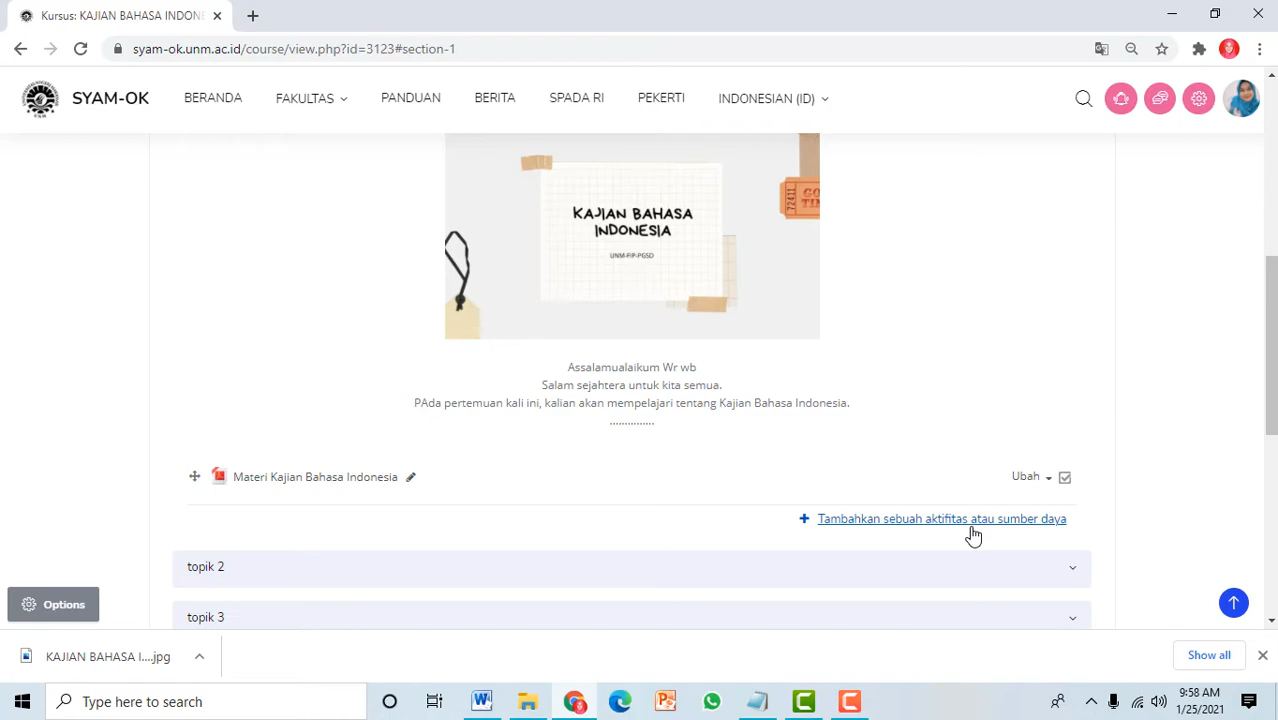 Kursus: KAJIAN BAHASA INDONE
syam-ok.unm.ac.id/course/view.php?id=3123#section-1
SYAM-OK BERANDA FAKULTAS PANDUAN BERITA SPADA RI PEKERTI INDONESIAN (ID)
72411
KAJIAN BAHASA
INDONESIA
UNM-FIP-PGSD
Assalamualaikum Wr wb
Salam sejahtera untuk kita semua.
PAda pertemuan kali ini, kalian akan mempelajari tentang Kajian Bahasa Indonesia.
..............
Materi Kajian Bahasa Indonesia Ubah
Tambahkan sebuah aktifitas atau sumber daya
topik 2
Options
topik 3
KAJIAN BAHASA I....jpg Show all
Type here to search
9:58 AM
1/25/2021